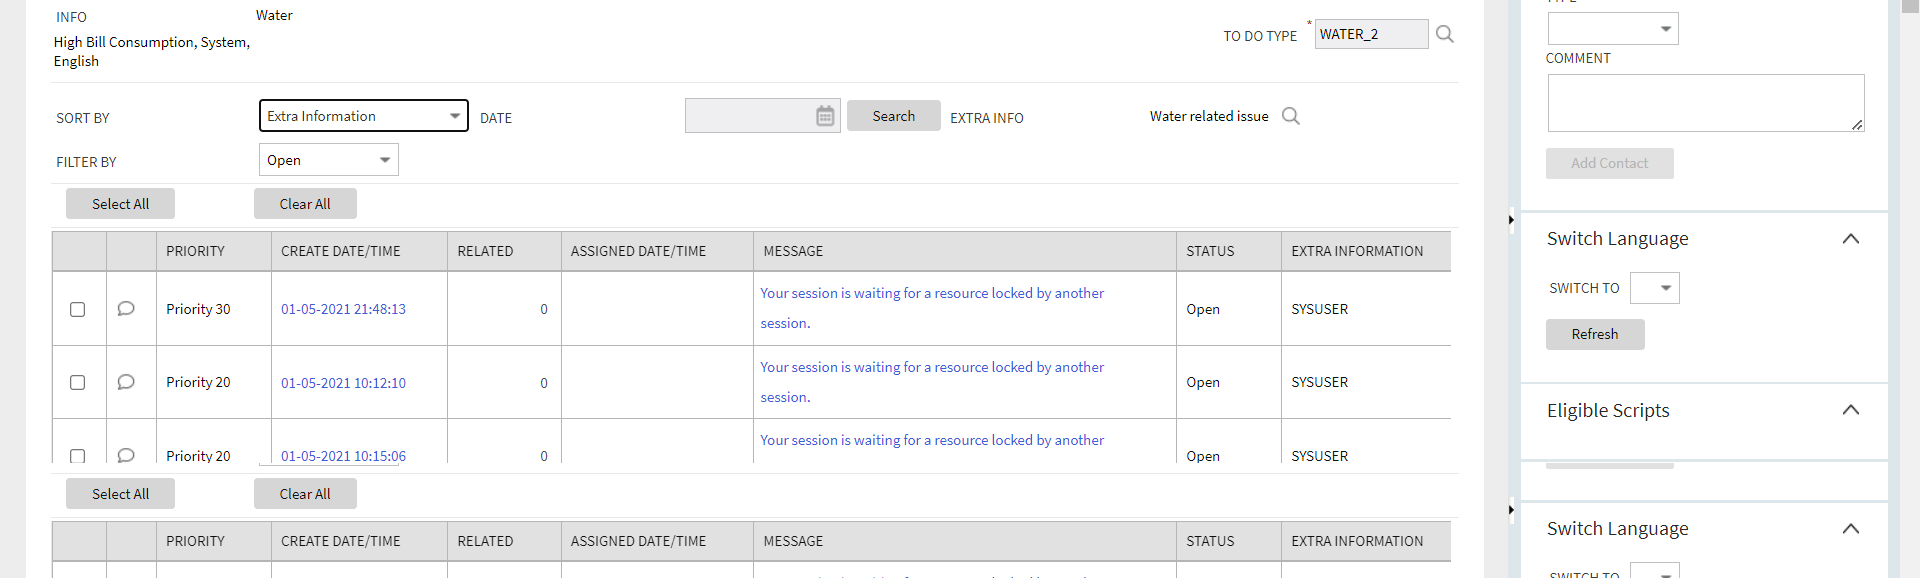 INFO
Water
High Bill Consumption, System,
English
TO DO TYPE * WATER_2
SORT BY Extra Information DATE Search EXTRA INFO Water related issue
FILTER BY Open
Select All Clear All
PRIORITY CREATE DATE/TIME RELATED ASSIGNED DATE/TIME MESSAGE STATUS EXTRA INFORMATION
Priority 30 01-05-2021 21:48:13 0 Your session is waiting for a resource locked by another
session. Open SYSUSER
Priority 20 01-05-2021 10:12:10 0 Your session is waiting for a resource locked by another
session. Open SYSUSER
Priority 20 01-05-2021 10:15:06 0 Your session is waiting for a resource locked by another
Open SYSUSER
Select All Clear All
PRIORITY CREATE DATE/TIME RELATED ASSIGNED DATE/TIME MESSAGE STATUS EXTRA INFORMATION
COMMENT
Add Contact
Switch Language
SWITCH TO
Refresh
Eligible Scripts
Switch Language
SWITCH TO